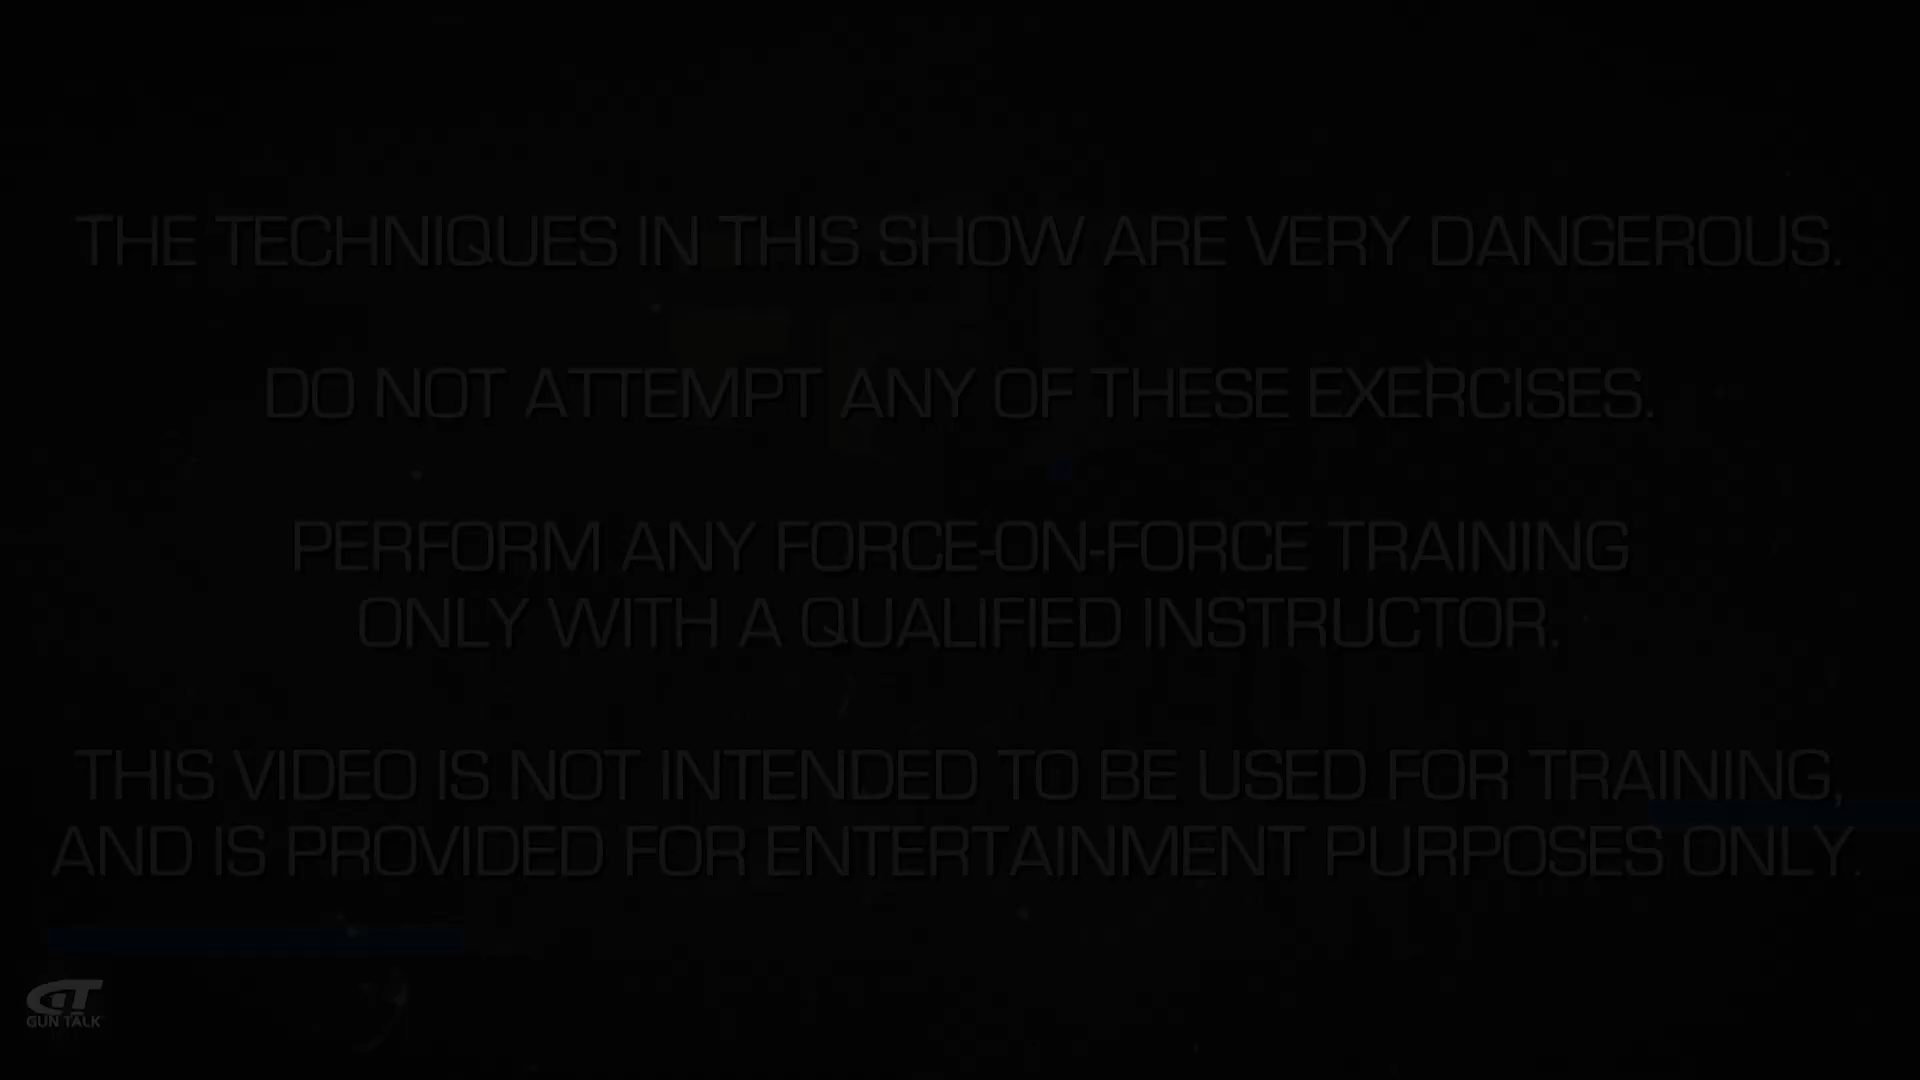 THE TECHNIQUES IN THIS SHOW ARE VERY DANGEROUS.
DO NOT ATTEMPT ANY OF THESE EXERCISES.
PERFORM ANY FORCE-ON-FORCE TRAINING
ONLY WITH A QUALIFIED INSTRUCTOR.
THIS VIDEO IS NOT INTENDED TO BE USED FOR TRAINING,
AND IS PROVIDED FOR ENTERTAINMENT PURPOSES ONLY.
GT
GUN TALK